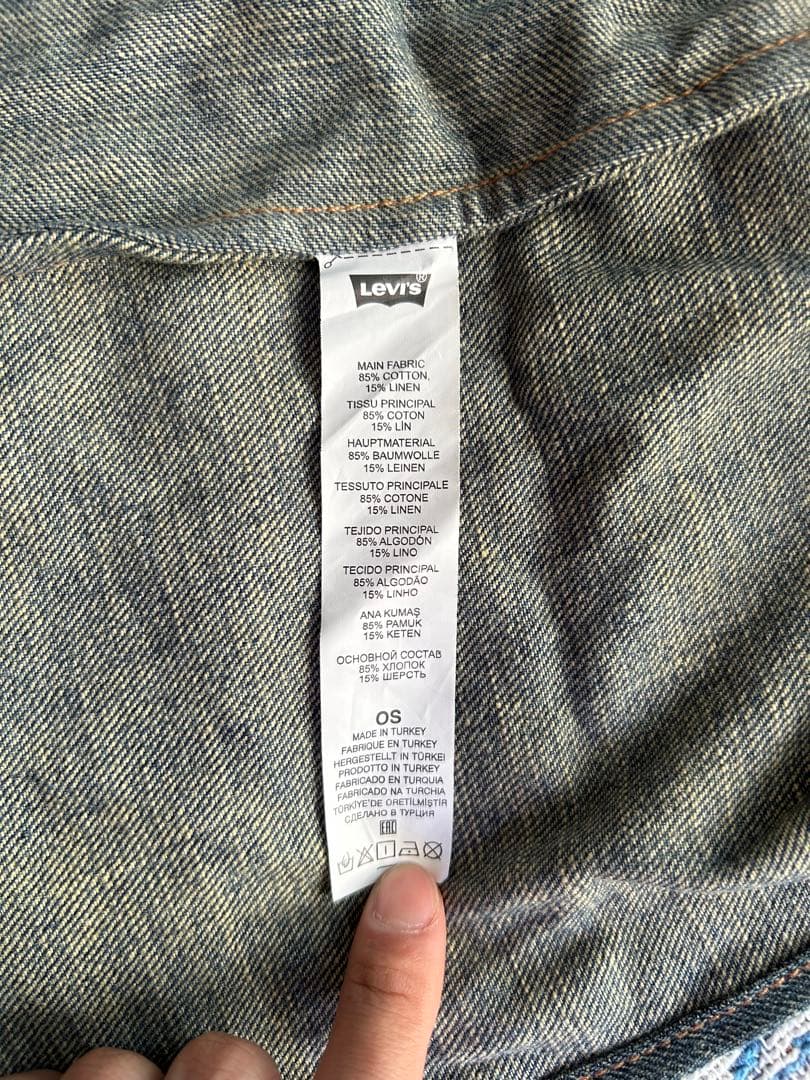 Levi's®
MAIN FABRIC
85% COTTON,
15% LINEN
TISSU PRINCIPAL
85% COTON
15% LIN
HAUPTMATERIAL
85% BAUMWOLLE
15% LEINEN
TESSUTO PRINCIPALE
85% COTONE
15% LINEN
TEJIDO PRINCIPAL
85% ALGODÓN
15% LINO
TECIDO PRINCIPAL
85% ALGODÃO
15% LINHO
ANA KUMAŞ
85% PAMUK
15% KETEN
ОСНОВНОЙ СОСТАВ
85% ХЛОПОК
15% ШЕРСТЬ
OS
MADE IN TURKEY
FABRIQUE EN TURKEY
HERGESTELLT IN TÜRKEI
PRODOTTO IN TURKEY
FABRICADO EN TURQUIA
FABRICADO NA TURCHIA
TÜRKİYE'DE ÜRETİLMİŞTİR
СДЕЛАНО В ТУРЦИЯ
EAC